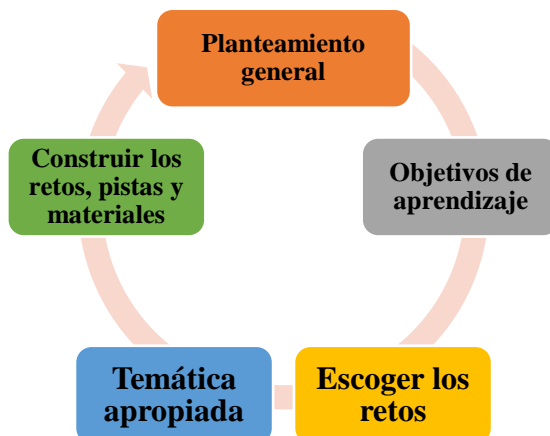 Planteamiento
general
Objetivos de
aprendizaje
Escoger los
retos
Temática
apropiada
Construir los
retos, pistas y
materiales